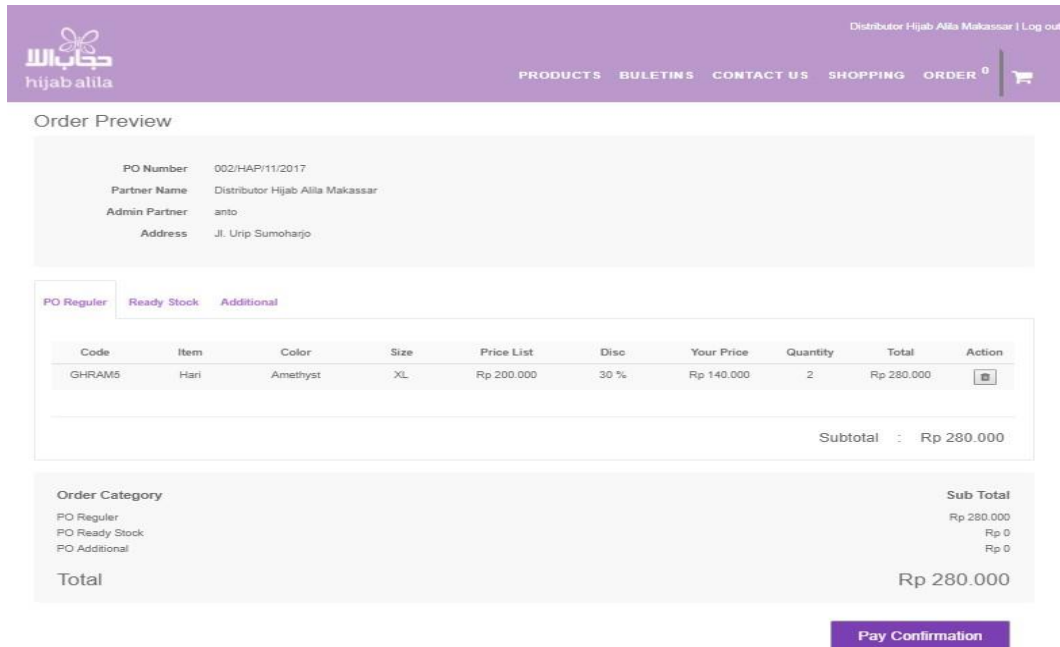 Distributor Hijab Alila Makassar | Log out
حجاب اللا
hijab alila
PRODUCTS BULETINS CONTACT US SHOPPING ORDER 0
Order Preview
PO Number 002/HAP/11/2017
Partner Name Distributor Hijab Alila Makassar
Admin Partner anto
Address Jl. Urip Sumoharjo
PO Reguler Ready Stock Additional
Code Item Color Size Price List Disc Your Price Quantity Total Action
GHRAM5 Hari Amethyst XL Rp 200.000 30 % Rp 140.000 2 Rp 280.000
Subtotal : Rp 280.000
Order Category Sub Total
PO Reguler Rp 280.000
PO Ready Stock Rp 0
PO Additional Rp 0
Total Rp 280.000
Pay Confirmation